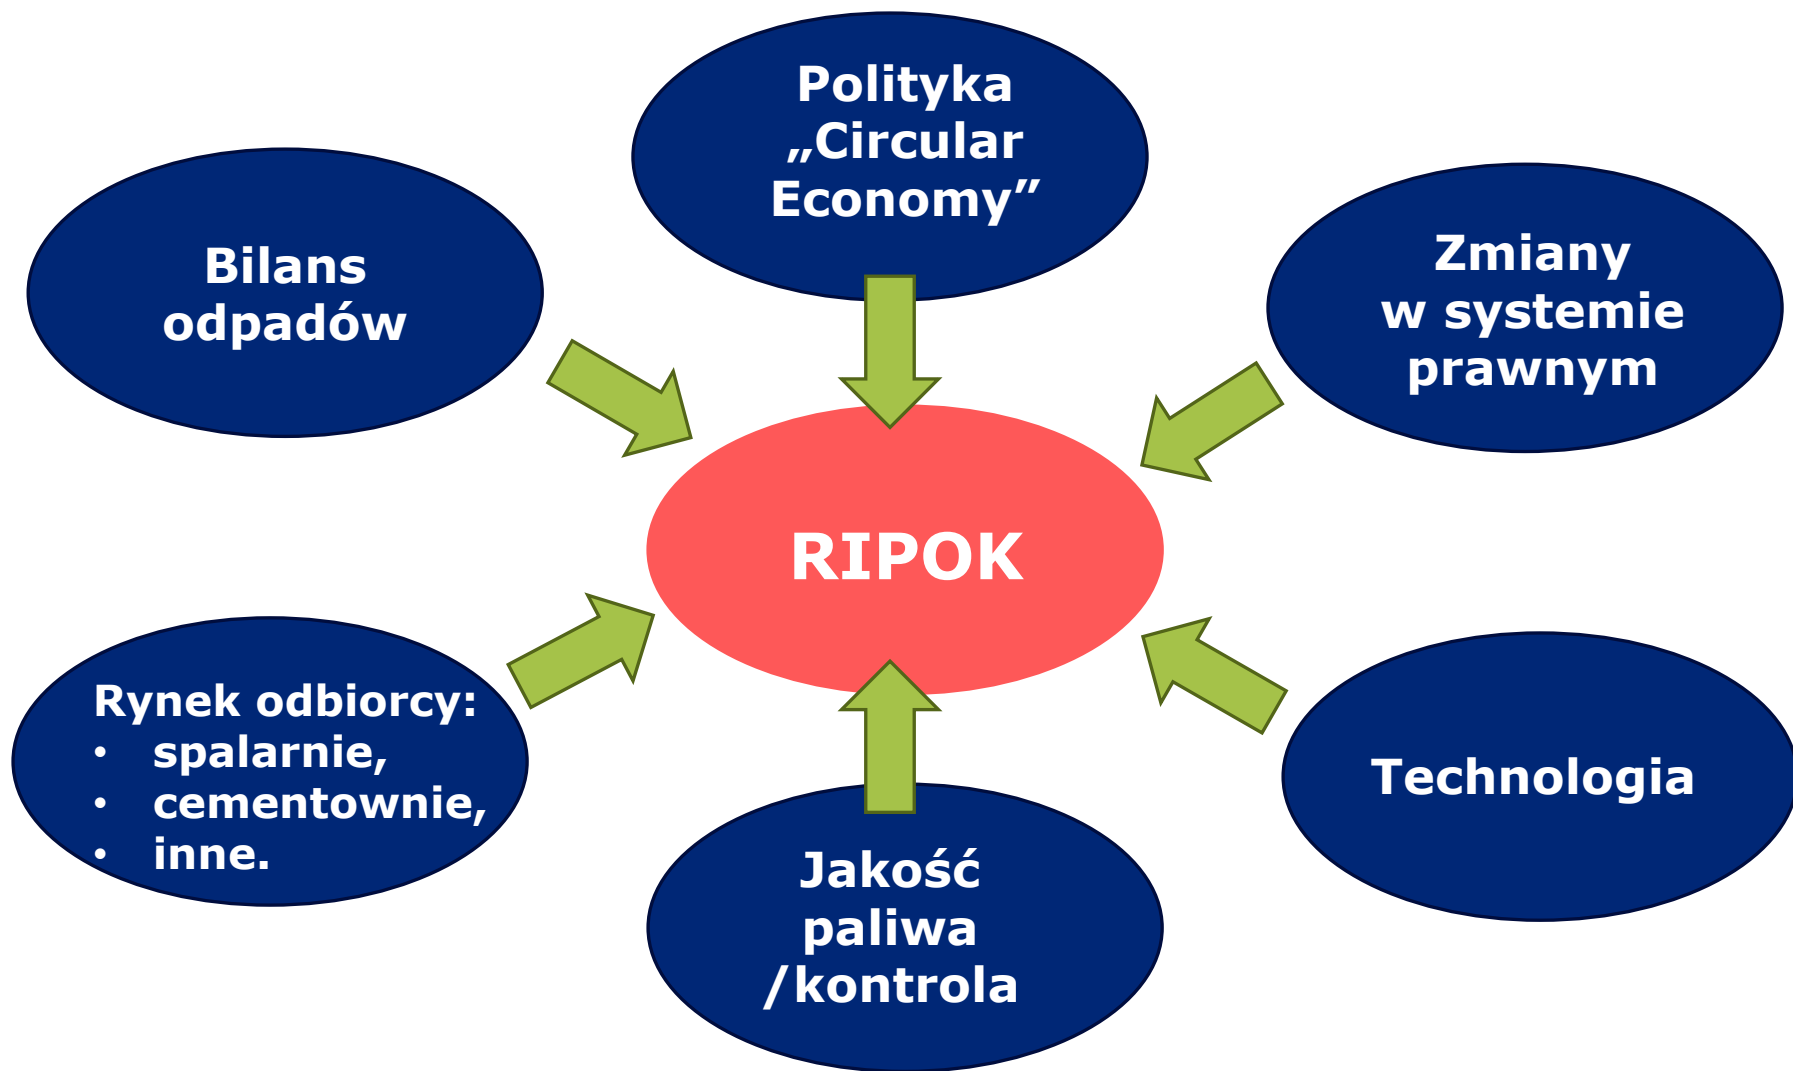 Polityka
„Circular
Economy”
Bilans
odpadów
Zmiany
w systemie
prawnym
RIPOK
Rynek odbiorcy:
• spalarnie,
• cementownie,
• inne.
Technologia
Jakość
paliwa
/kontrola